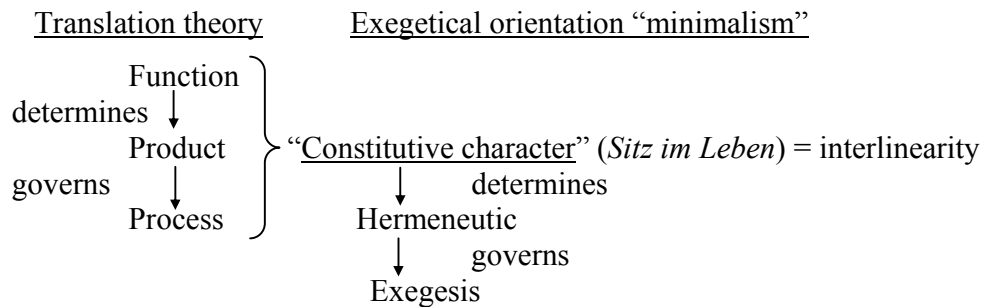 Translation theory Exegetical orientation “minimalism”
Function
determines
Product “Constitutive character” (Sitz im Leben) = interlinearity
governs determines
Process Hermeneutic
governs
Exegesis